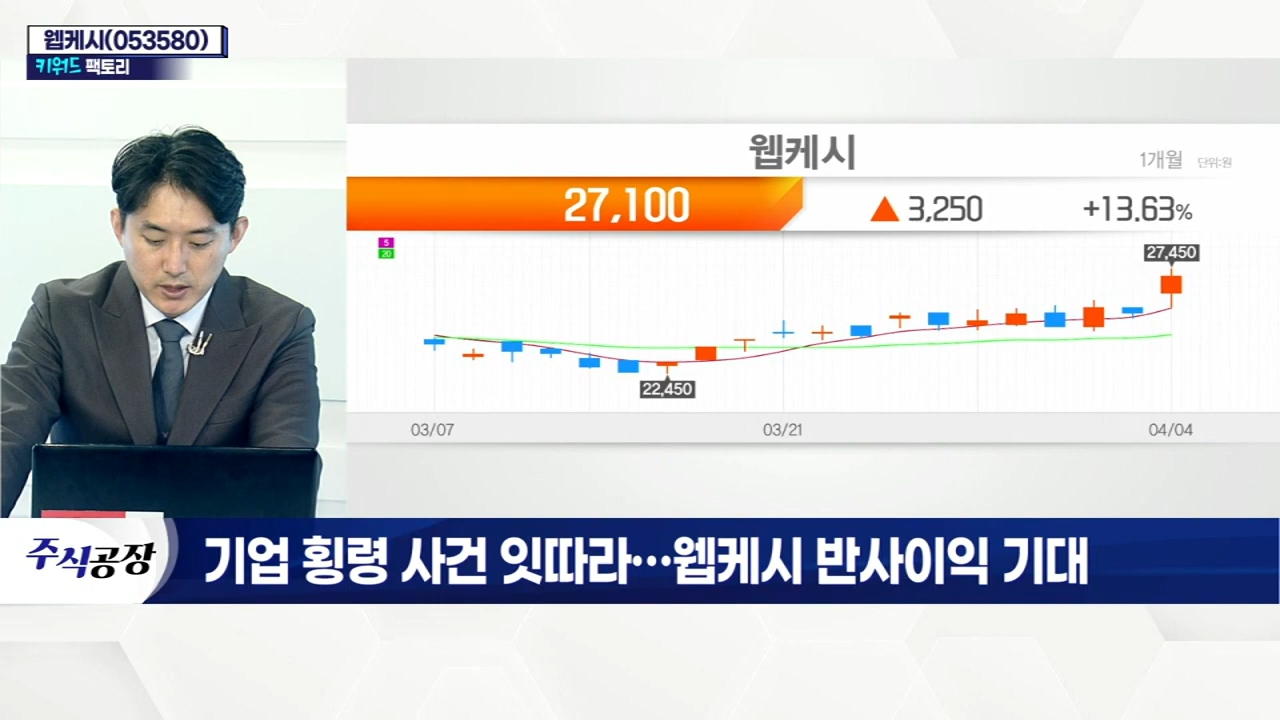 웹케시(053580)
키워드 팩토리
웹케시
1개월 단위:원
27,100 ▲ 3,250 +13.63%
5
20
27,450
22,450
03/07 03/21 04/04
주식공장
기업 횡령 사건 잇따라…웹케시 반사이익 기대